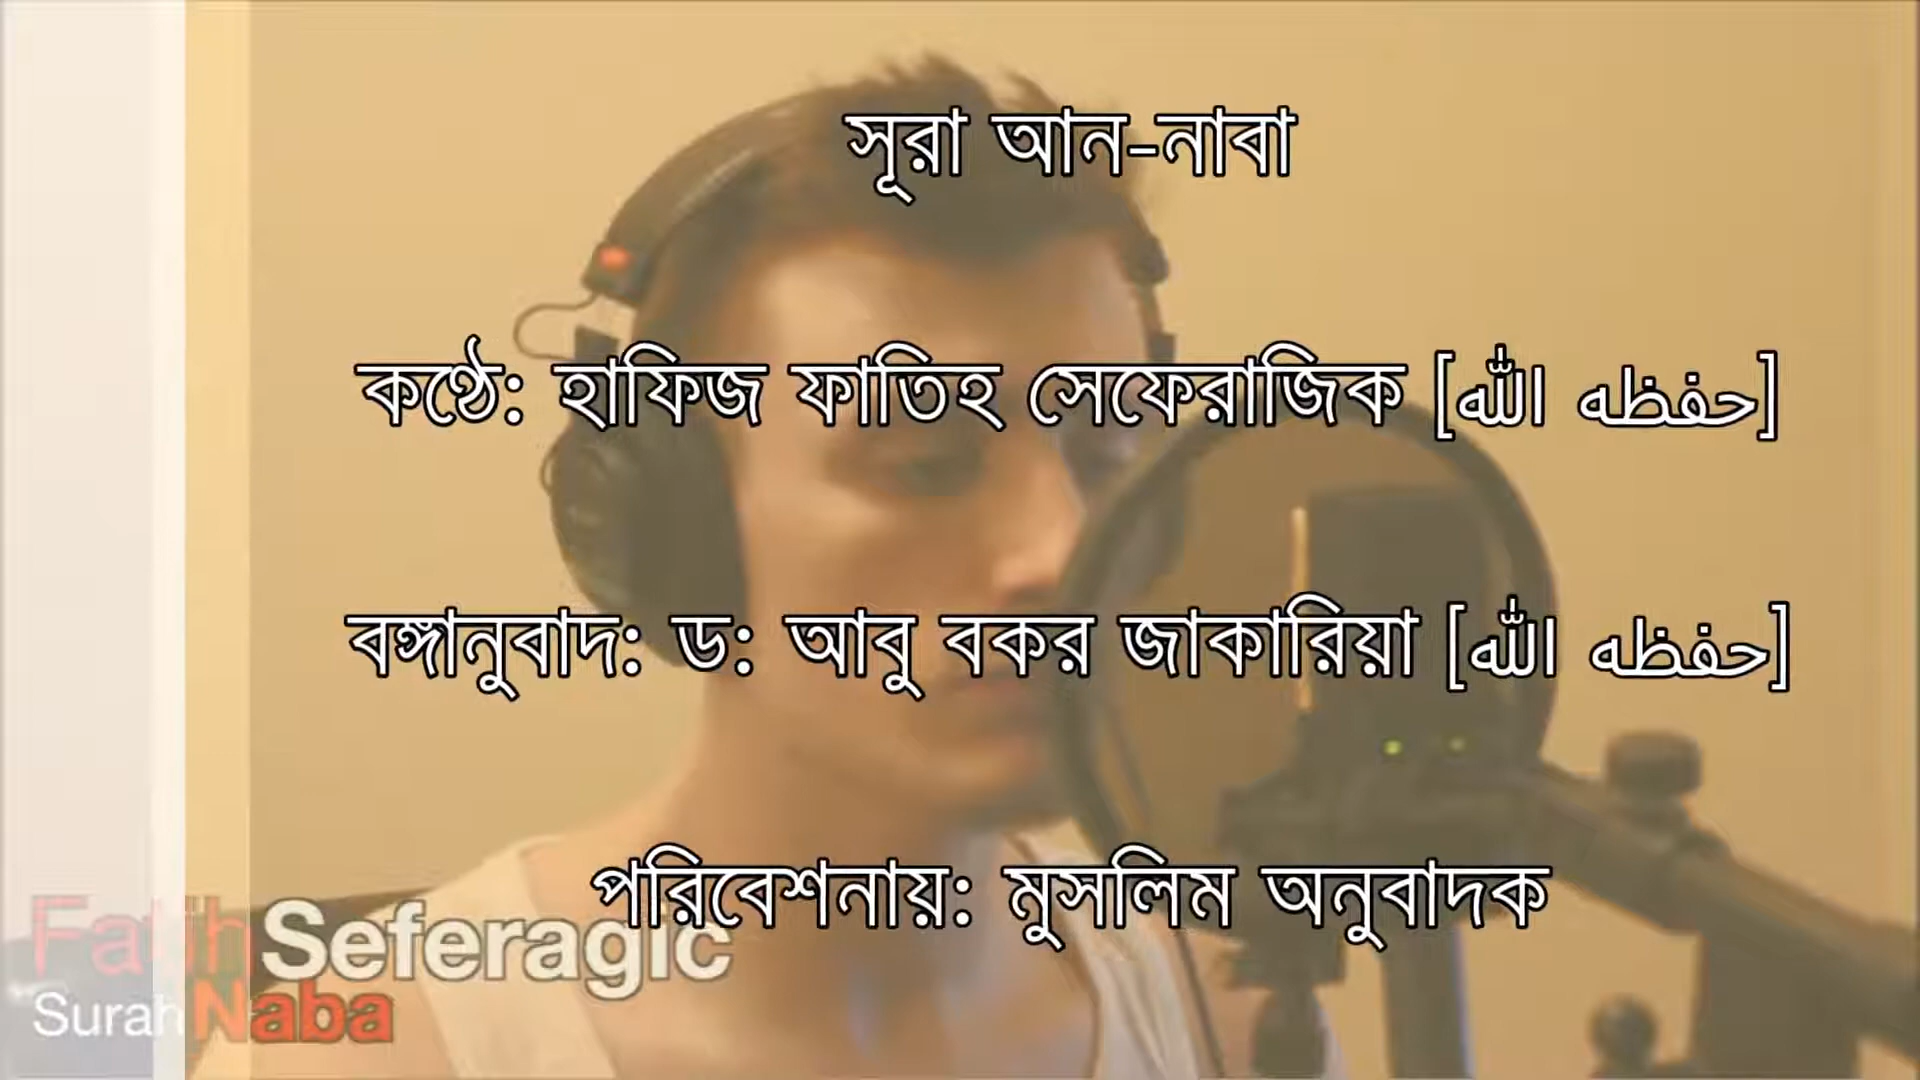 সূরা আন-নাবা
কণ্ঠে: হাফিজ ফাতিহ সেফেরাজিক [حفظه الله]
বঙ্গানুবাদ: ড: আবু বকর জাকারিয়া [حفظه الله]
পরিবেশনায়: মুসলিম অনুবাদক
Fatih Seferagic
Surah Naba